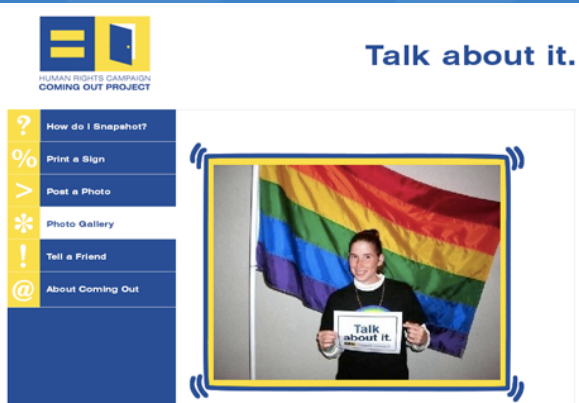 HUMAN RIGHTS CAMPAIGN
COMING OUT PROJECT
Talk about it.
? How do I Snapshot?
% Print a Sign
> Post a Photo
* Photo Gallery
! Tell a Friend
@ About Coming Out
Talk
about it.